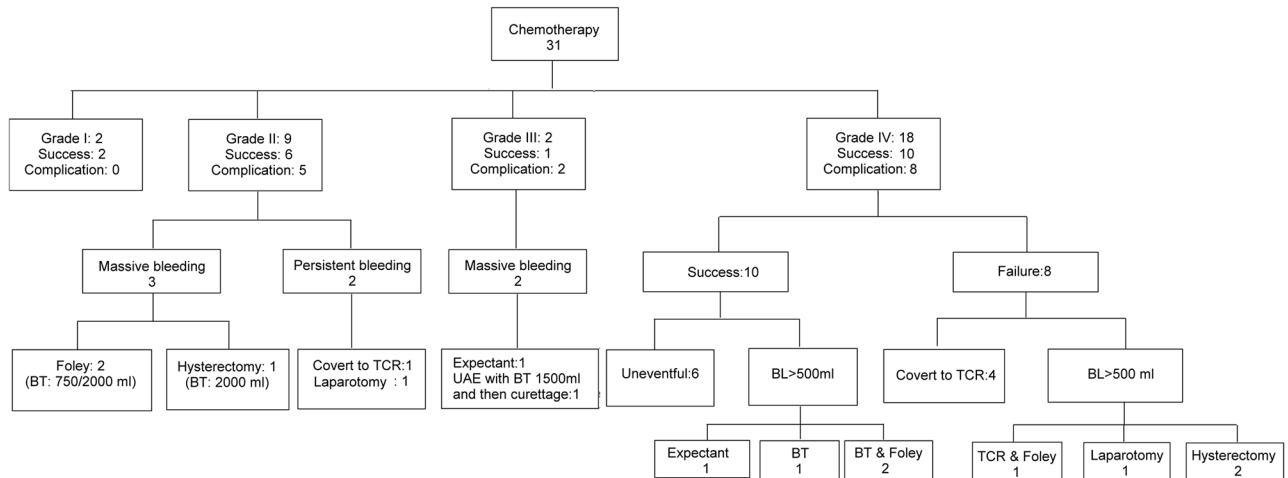 Chemotherapy
31
Grade I: 2
Success: 2
Complication: 0
Grade II: 9
Success: 6
Complication: 5
Grade III: 2
Success: 1
Complication: 2
Grade IV: 18
Success: 10
Complication: 8
Massive bleeding
3
Persistent bleeding
2
Massive bleeding
2
Success:10
Failure:8
Foley: 2
(BT: 750/2000 ml)
Hysterectomy: 1
(BT: 2000 ml)
Covert to TCR:1
Laparotomy : 1
Expectant:1
UAE with BT 1500ml
and then curettage:1
Uneventful:6
BL>500ml
Covert to TCR:4
BL>500 ml
Expectant
1
BT
1
BT & Foley
2
TCR & Foley
1
Laparotomy
1
Hysterectomy
2